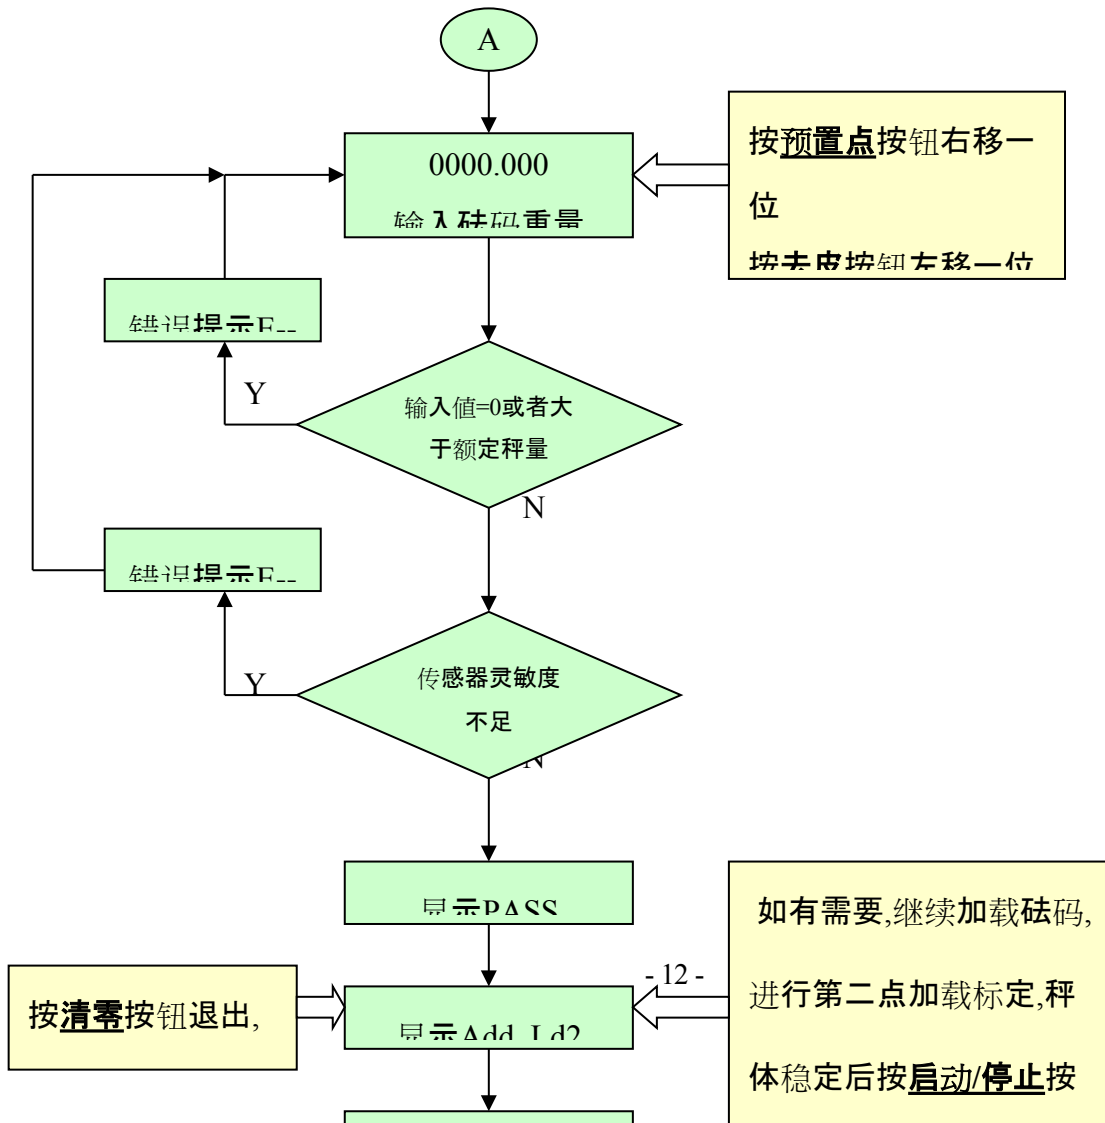 A
0000.000
输入砝码重量
按预置点按钮右移一
位
按去皮按钮左移一位
错误提示E--
Y
输入値=0或者大
于额定秤量
N
错误提示E--
Y
传感器灵敏度
不足
N
显示PASS
- 12 -
按清零按钮退出,
显示Add Ld2
如有需要,继续加载砝码,
进行第二点加载标定,秤
体稳定后按启动/停止按